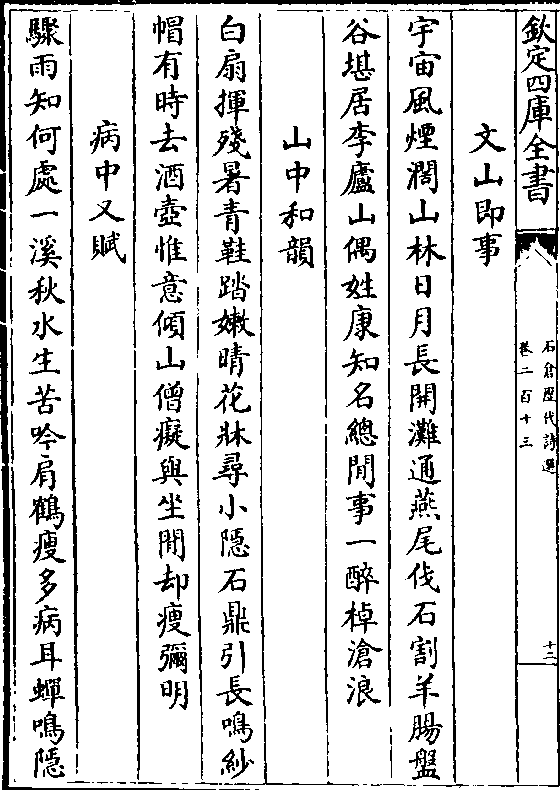 欽定四庫全書
石倉歷代詩選
卷二百十三
十二
文山即事
宇宙風煙濶山林日月長開灘通燕尾伐石割羊腸盤
谷堪居李廬山偶姓康知名總閒事一醉棹滄浪
山中和韻
白扇揮殘暑青鞋踏嫩晴花牀尋小隱石鼎引長鳴紗
帽有時去酒壺惟意傾山僧癡與坐閒却瘦彌明
病中又賦
驟雨知何處一溪秋水生苦吟肩鶴瘦多病耳蟬鳴隱